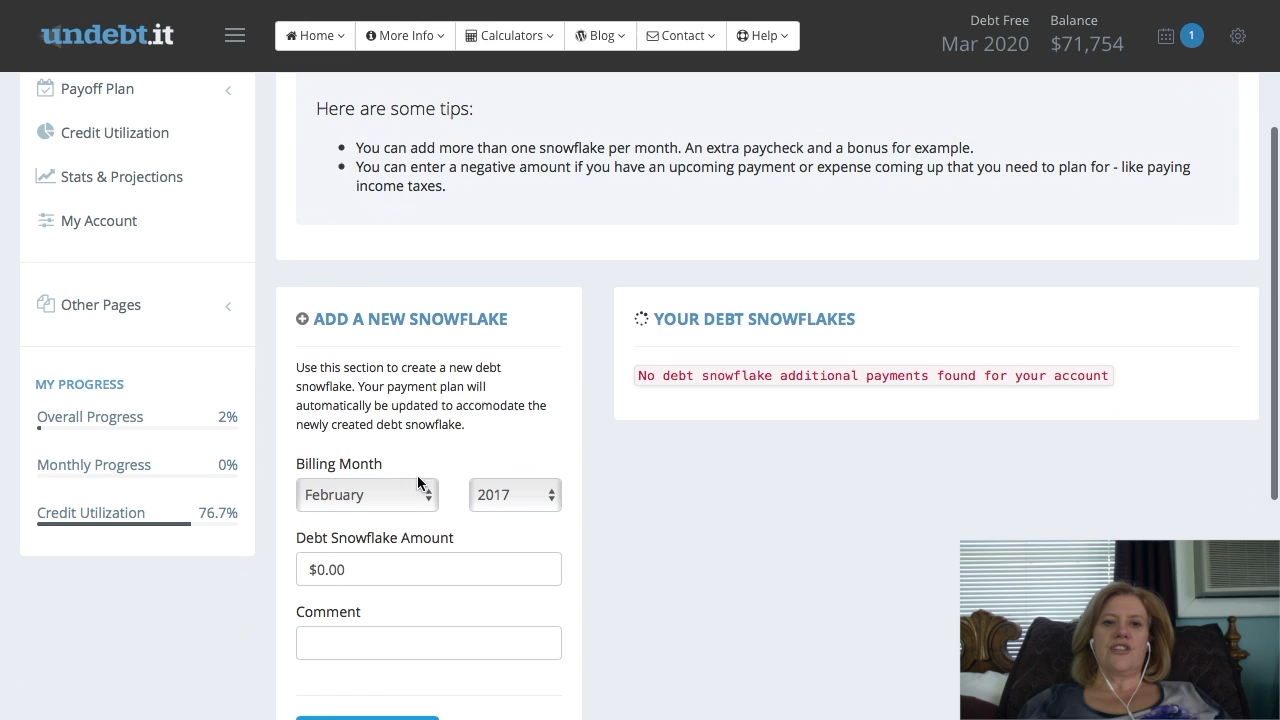 undebt.it
Home
More Info
Calculators
Blog
Contact
Help
Debt Free
Mar 2020
Balance
$71,754
1
Payoff Plan
Credit Utilization
Stats & Projections
My Account
Other Pages
MY PROGRESS
Overall Progress 2%
Monthly Progress 0%
Credit Utilization 76.7%
Here are some tips:
You can add more than one snowflake per month. An extra paycheck and a bonus for example.
You can enter a negative amount if you have an upcoming payment or expense coming up that you need to plan for - like paying
income taxes.
ADD A NEW SNOWFLAKE
Use this section to create a new debt
snowflake. Your payment plan will
automatically be updated to accomodate the
newly created debt snowflake.
Billing Month
February 2017
Debt Snowflake Amount
$0.00
Comment
YOUR DEBT SNOWFLAKES
No debt snowflake additional payments found for your account